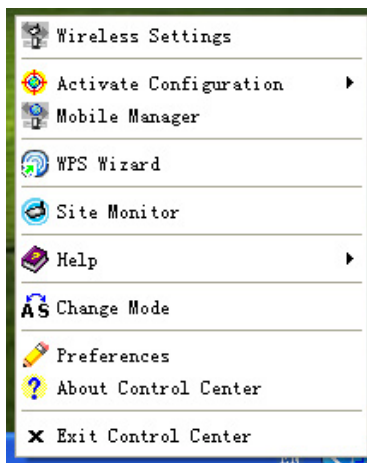 Wireless Settings
Activate Configuration
Mobile Manager
WPS Wizard
Site Monitor
Help
AS Change Mode
Preferences
About Control Center
Exit Control Center